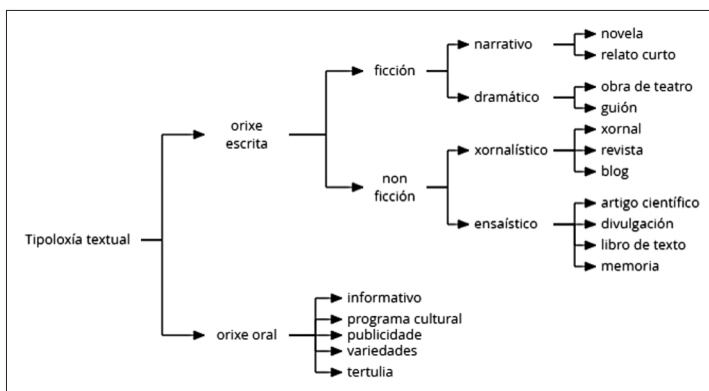 Tipoloxía textual
orixe
escrita
ficción
narrativo
novela
relato curto
dramático
obra de teatro
guión
non
ficción
xornalístico
xornal
revista
blog
ensaístico
artigo científico
divulgación
libro de texto
memoria
orixe oral
informativo
programa cultural
publicidade
variedades
tertulia